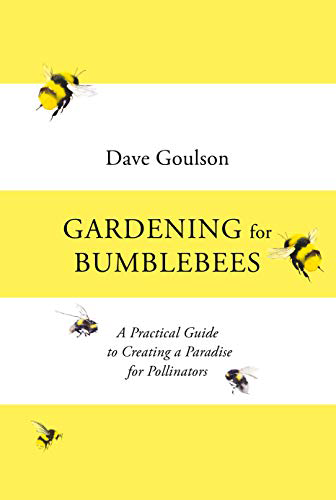 Dave Goulson
GARDENING for
BUMBLEBEES
A Practical Guide
to Creating a Paradise
for Pollinators